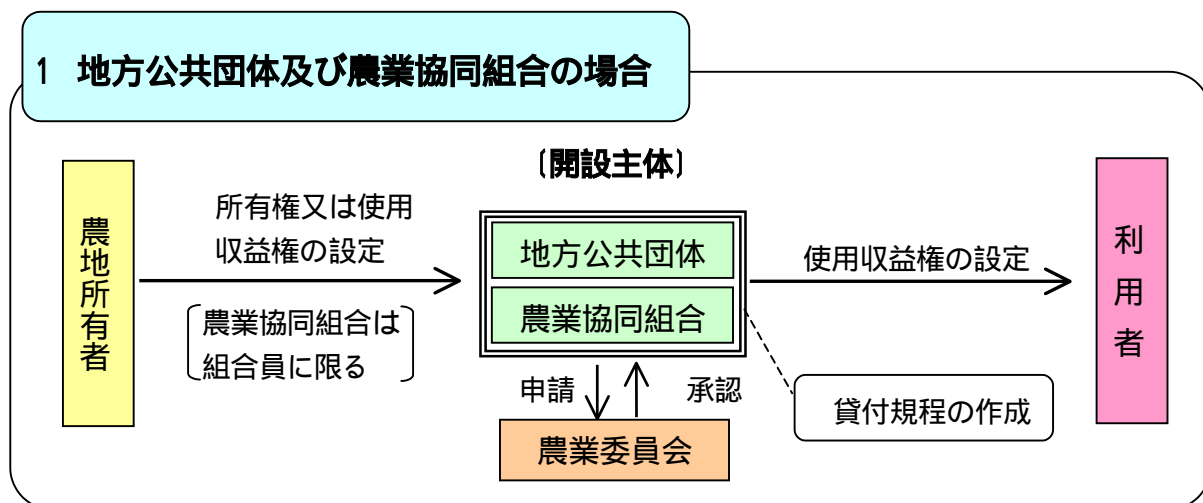 1 地方公共団体及び農業協同組合の場合
〔開設主体〕
農地所有者
所有権又は使用
収益権の設定
農業協同組合は
組合員に限る
地方公共団体
農業協同組合
使用収益権の設定
利用者
申請
承認
貸付規程の作成
農業委員会